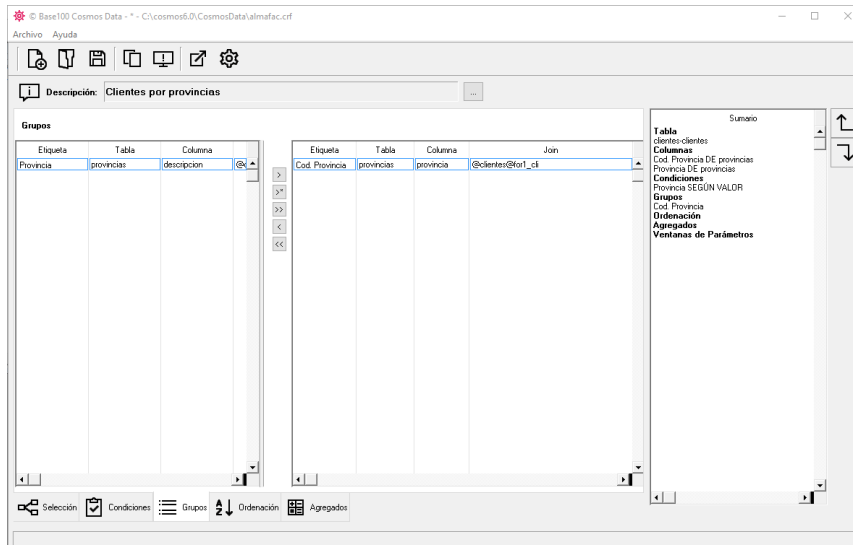 © Base100 Cosmos Data - * - C:\cosmos6.0\CosmosData\almafac.crf
Archivo Ayuda
Descripción: Clientes por provincias ...
Grupos
Etiqueta Tabla Columna
Provincia provincias descripcion
>
>*
>>
<
<<
Etiqueta Tabla Columna Join
Cod. Provincia provincias provincia @clientes@for1_cli
Sumario
Tabla
clientes-clientes
Columnas
Cod. Provincia DE provincias
Provincia DE provincias
Condiciones
Provincia SEGÚN VALOR
Grupos
Cod. Provincia
Ordenación
Agregados
Ventanas de Parámetros
Selección Condiciones Grupos Ordenación Agregados